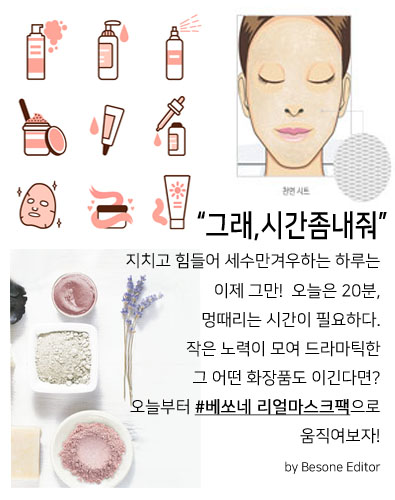 천연 시트
“그래,시간좀내줘”
지치고 힘들어 세수만겨우하는 하루는
이제 그만! 오늘은 20분,
멍때리는 시간이 필요하다.
작은 노력이 모여 드라마틱한
그 어떤 화장품도 이긴다면?
오늘부터 #베쏘네 리얼마스크팩으로
움직여보자!
by Besone Editor